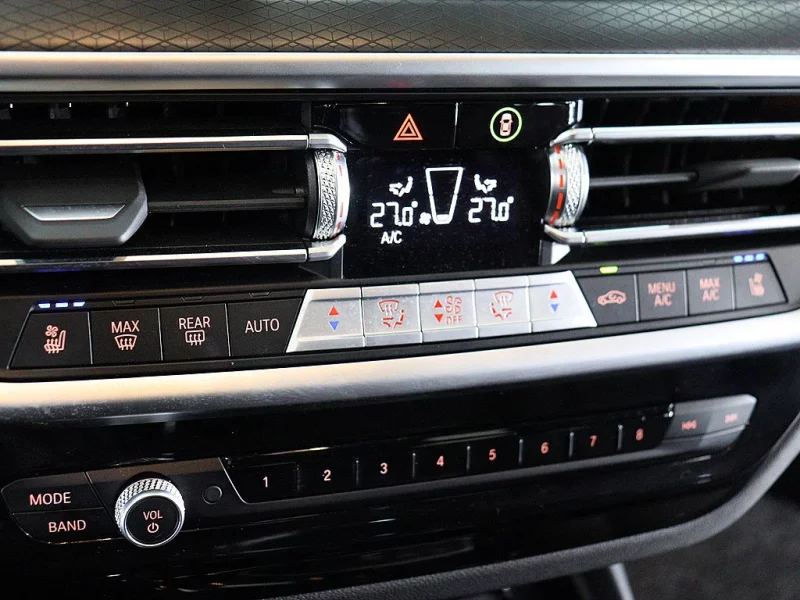 27.0° 27.0°
A/C
MAX
REAR
AUTO
OFF
MENU
A/C
MAX
A/C
1 2 3 4 5 6 7 8
MODE
BAND
VOL